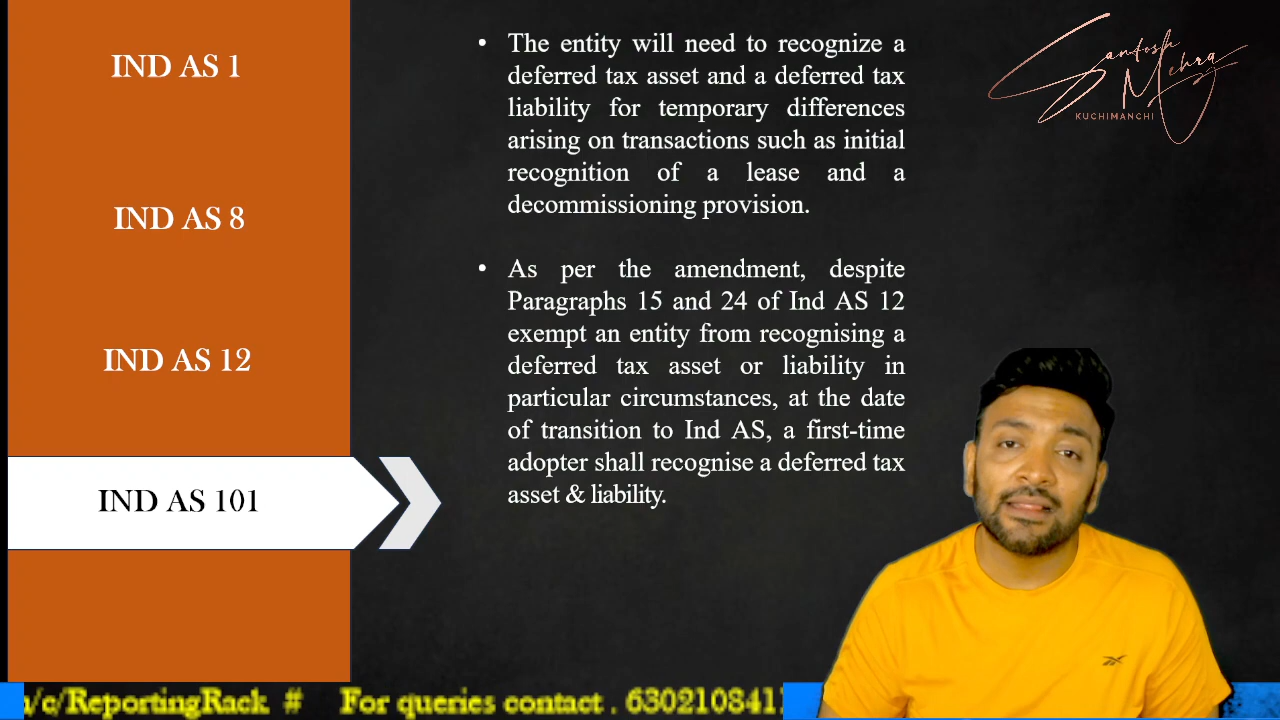 IND AS 1
IND AS 8
IND AS 12
IND AS 101
• The entity will need to recognize a
deferred tax asset and a deferred tax
liability for temporary differences
arising on transactions such as initial
recognition of a lease and a
decommissioning provision.
• As per the amendment, despite
Paragraphs 15 and 24 of Ind AS 12
exempt an entity from recognising a
deferred tax asset or liability in
particular circumstances, at the date
of transition to Ind AS, a first-time
adopter shall recognise a deferred tax
asset & liability.
Santosh
Mehra
KUCHIMANCHI
/c/ReportingRack # For queries contact . 630210841